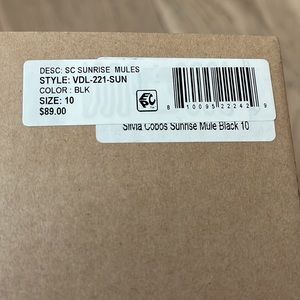 DESC: SC SUNRISE MULES
STYLE: VDL-221-SUN
COLOR : BLK
SIZE: 10
$89.00
8 10095 22242 9
Silvia Cobos Sunrise Mule Black 10